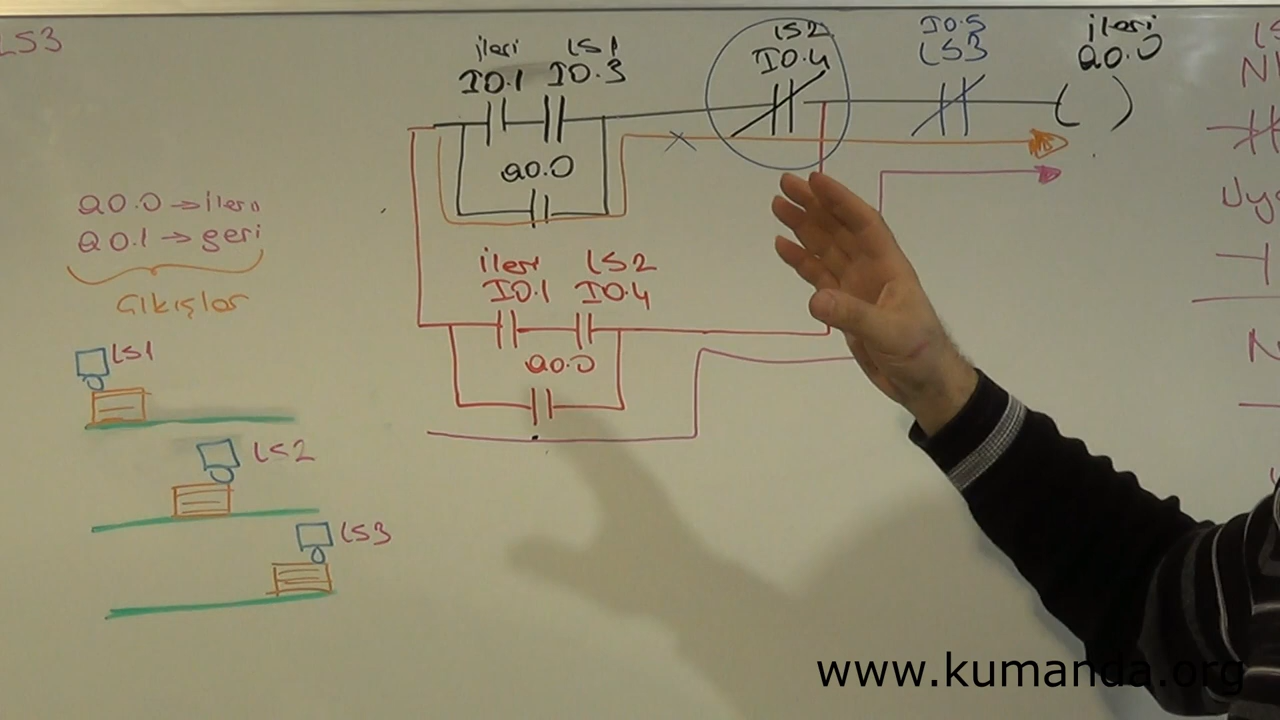 LS3
ileri LS1
I0.1 I0.3
Q0.0
LS2
I0.4
I0.5
LS3
ileri
Q0.0
Q0.0 → ileri
Q0.1 → geri
Çıkışlar
ileri LS2
I0.1 I0.4
Q0.0
LS1
LS2
LS3
www.kumanda.org